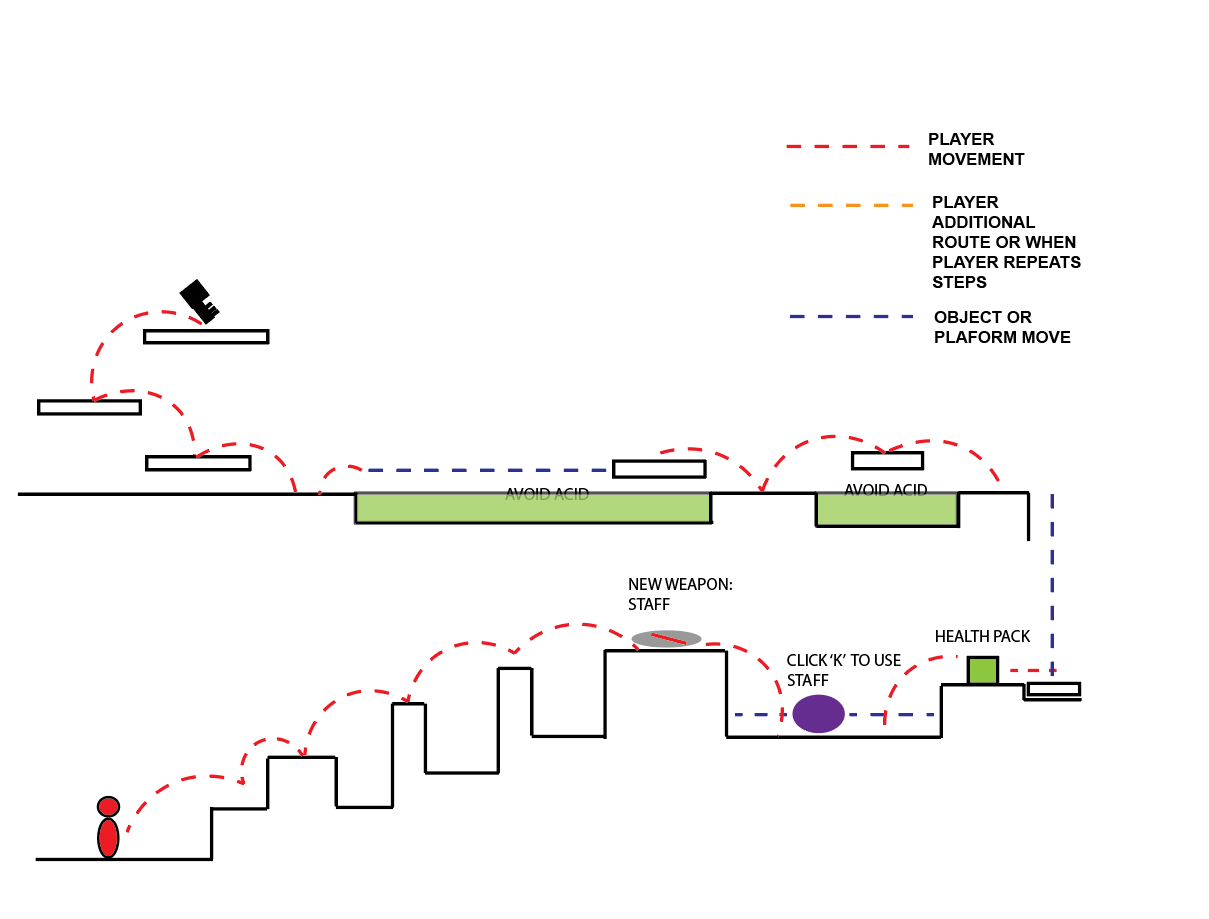 PLAYER
MOVEMENT
PLAYER
ADDITIONAL
ROUTE OR WHEN
PLAYER REPEATS
STEPS
OBJECT OR
PLAFORM MOVE
AVOID ACID
AVOID ACID
NEW WEAPON:
STAFF
CLICK ‘K’ TO USE
STAFF
HEALTH PACK